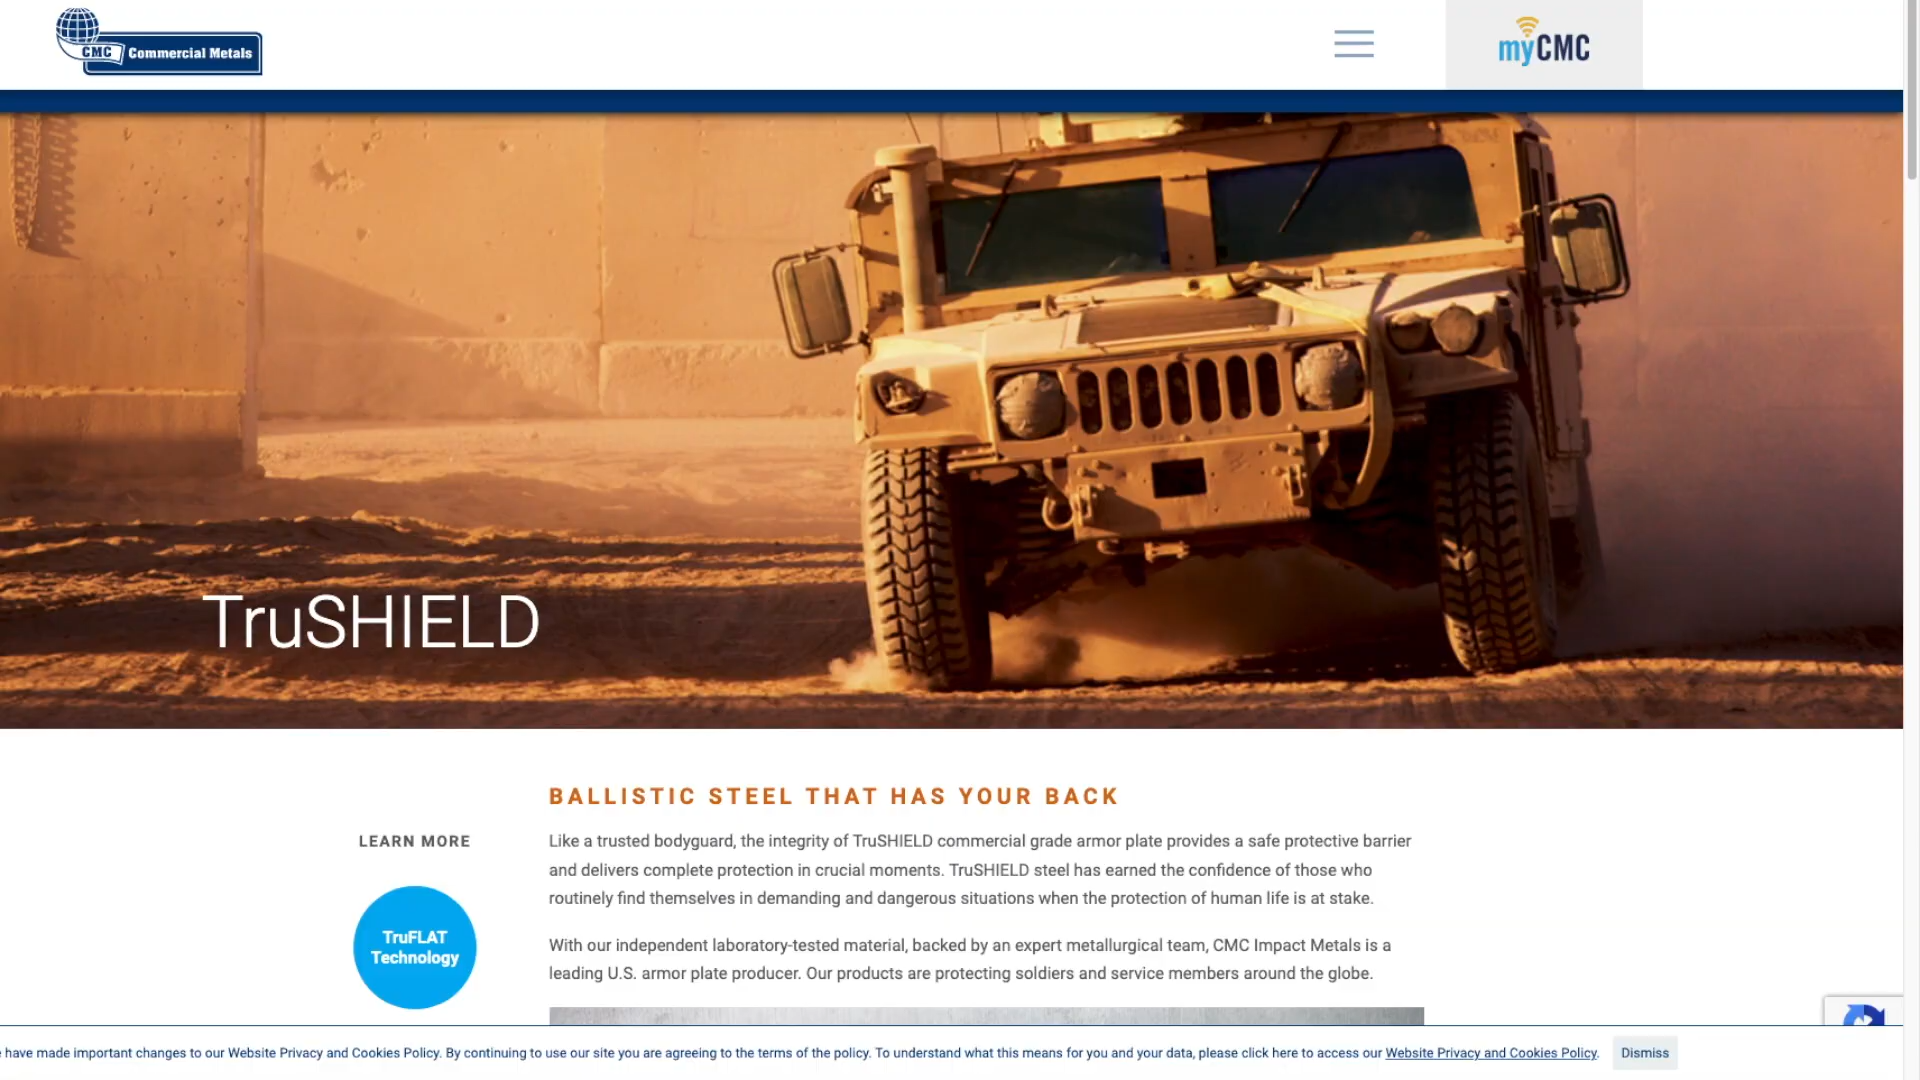 CMC Commercial Metals
myCMC
TruSHIELD
BALLISTIC STEEL THAT HAS YOUR BACK
LEARN MORE
Like a trusted bodyguard, the integrity of TruSHIELD commercial grade armor plate provides a safe protective barrier
and delivers complete protection in crucial moments. TruSHIELD steel has earned the confidence of those who
routinely find themselves in demanding and dangerous situations when the protection of human life is at stake.
TruFLAT
Technology
With our independent laboratory-tested material, backed by an expert metallurgical team, CMC Impact Metals is a
leading U.S. armor plate producer. Our products are protecting soldiers and service members around the globe.
have made important changes to our Website Privacy and Cookies Policy. By continuing to use our site you are agreeing to the terms of the policy. To understand what this means for you and your data, please click here to access our Website Privacy and Cookies Policy. Dismiss